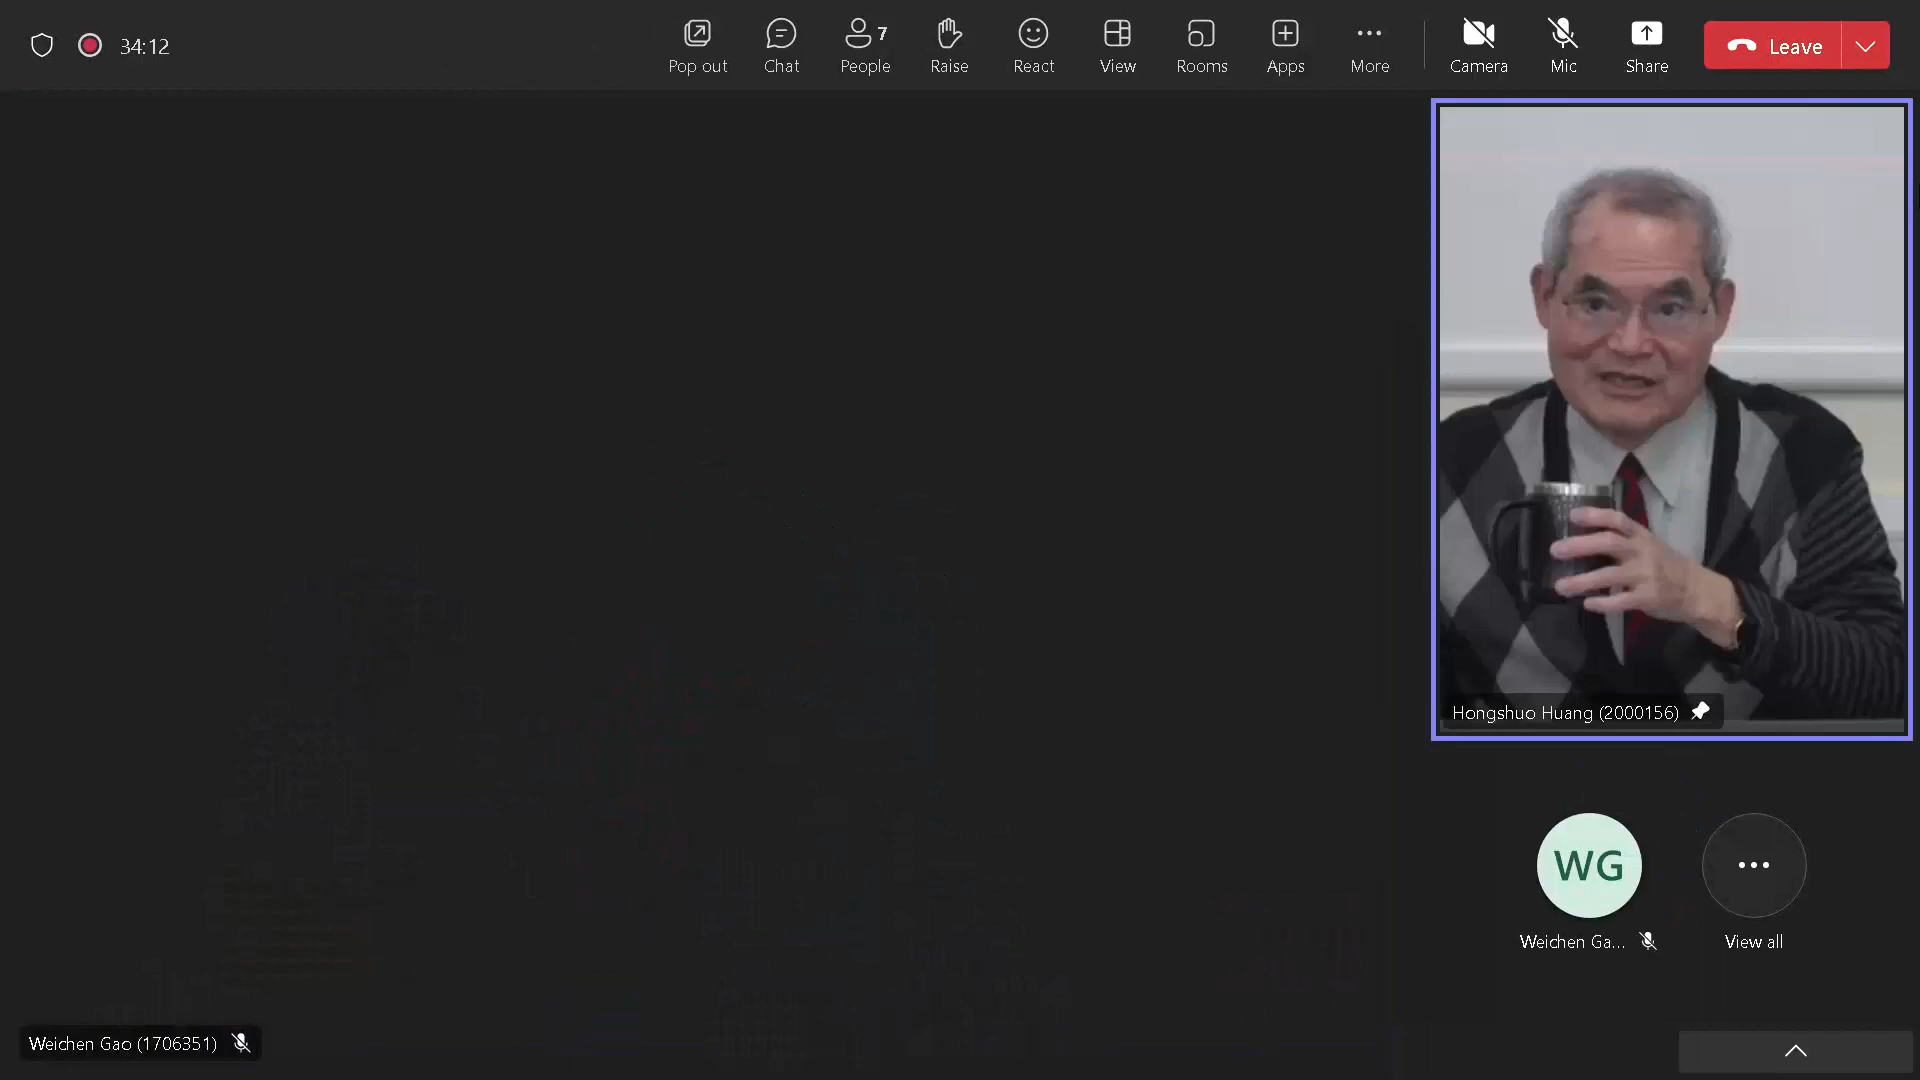 34:12
Pop out
Chat
People
7
Raise
React
View
Rooms
Apps
More
Camera
Mic
Share
Leave
Hongshuo Huang (2000156)
WG
Weichen Ga...
View all
Weichen Gao (1706351)